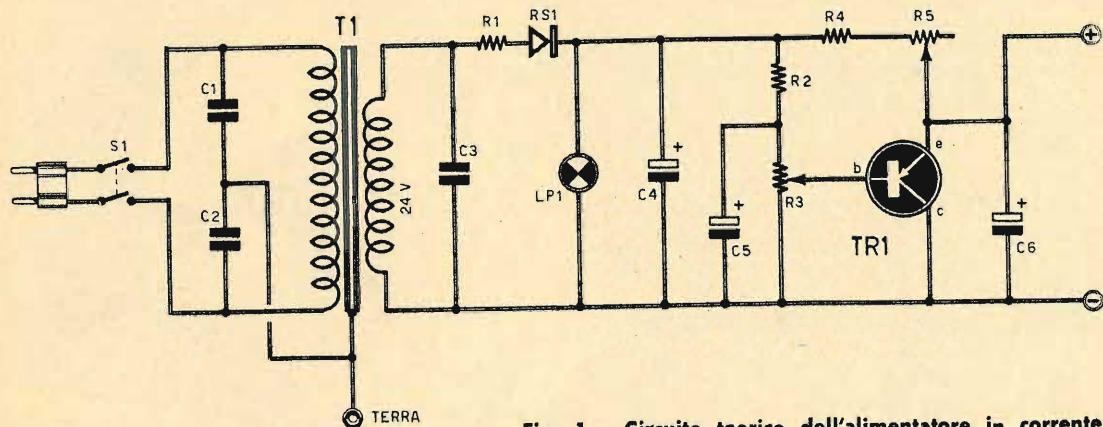 T1
R1
RS1
R4
R5
+
C1
S1
C2
24 V
C3
LP1
+
C4
R2
+
C5
R3
b
e
c
TR1
+
C6
-
TERRA
Fig. 1 - Circuito teorico dell'alimentatore in corrente